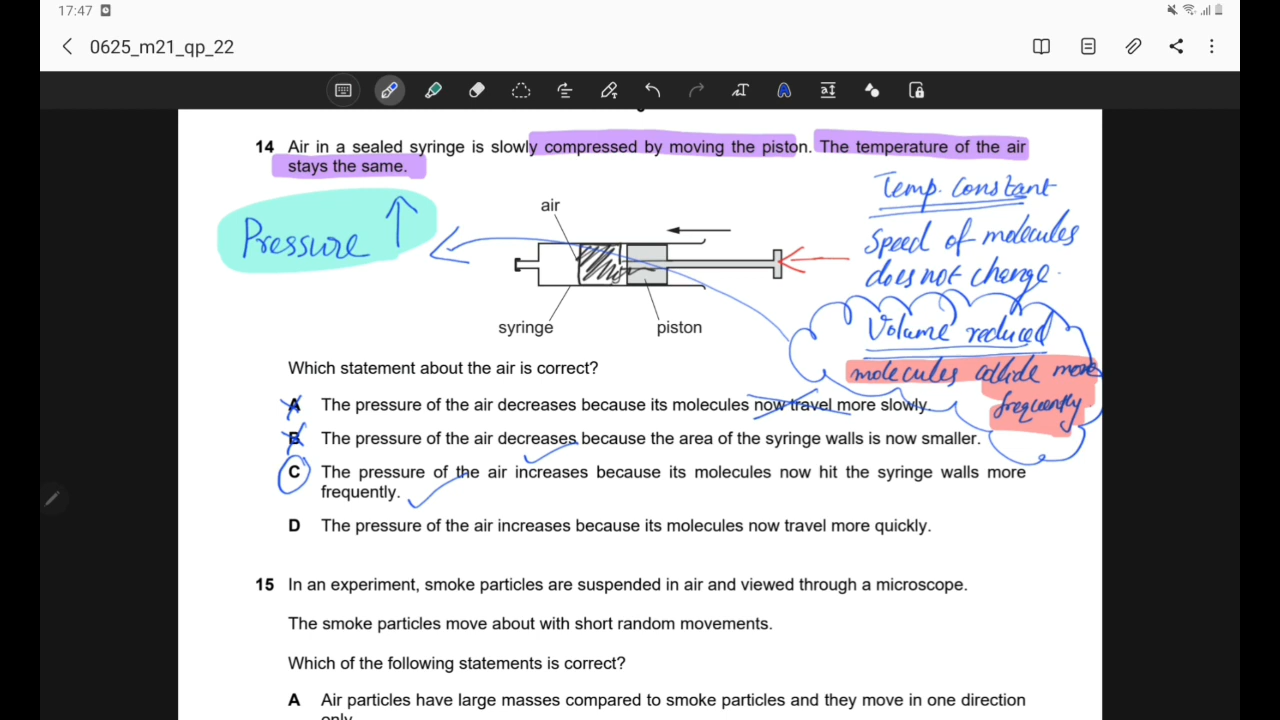 17:47
0625_m21_qp_22
14 Air in a sealed syringe is slowly compressed by moving the piston. The temperature of the air
stays the same.
Temp. Constant
air
Pressure ↑
Speed of molecules
does not change.
syringe
piston
Volume reduced
Which statement about the air is correct?
molecules collide more
A The pressure of the air decreases because its molecules now travel more slowly.
frequently
B The pressure of the air decreases because the area of the syringe walls is now smaller.
C The pressure of the air increases because its molecules now hit the syringe walls more
frequently.
D The pressure of the air increases because its molecules now travel more quickly.
15 In an experiment, smoke particles are suspended in air and viewed through a microscope.
The smoke particles move about with short random movements.
Which of the following statements is correct?
A Air particles have large masses compared to smoke particles and they move in one direction
only.